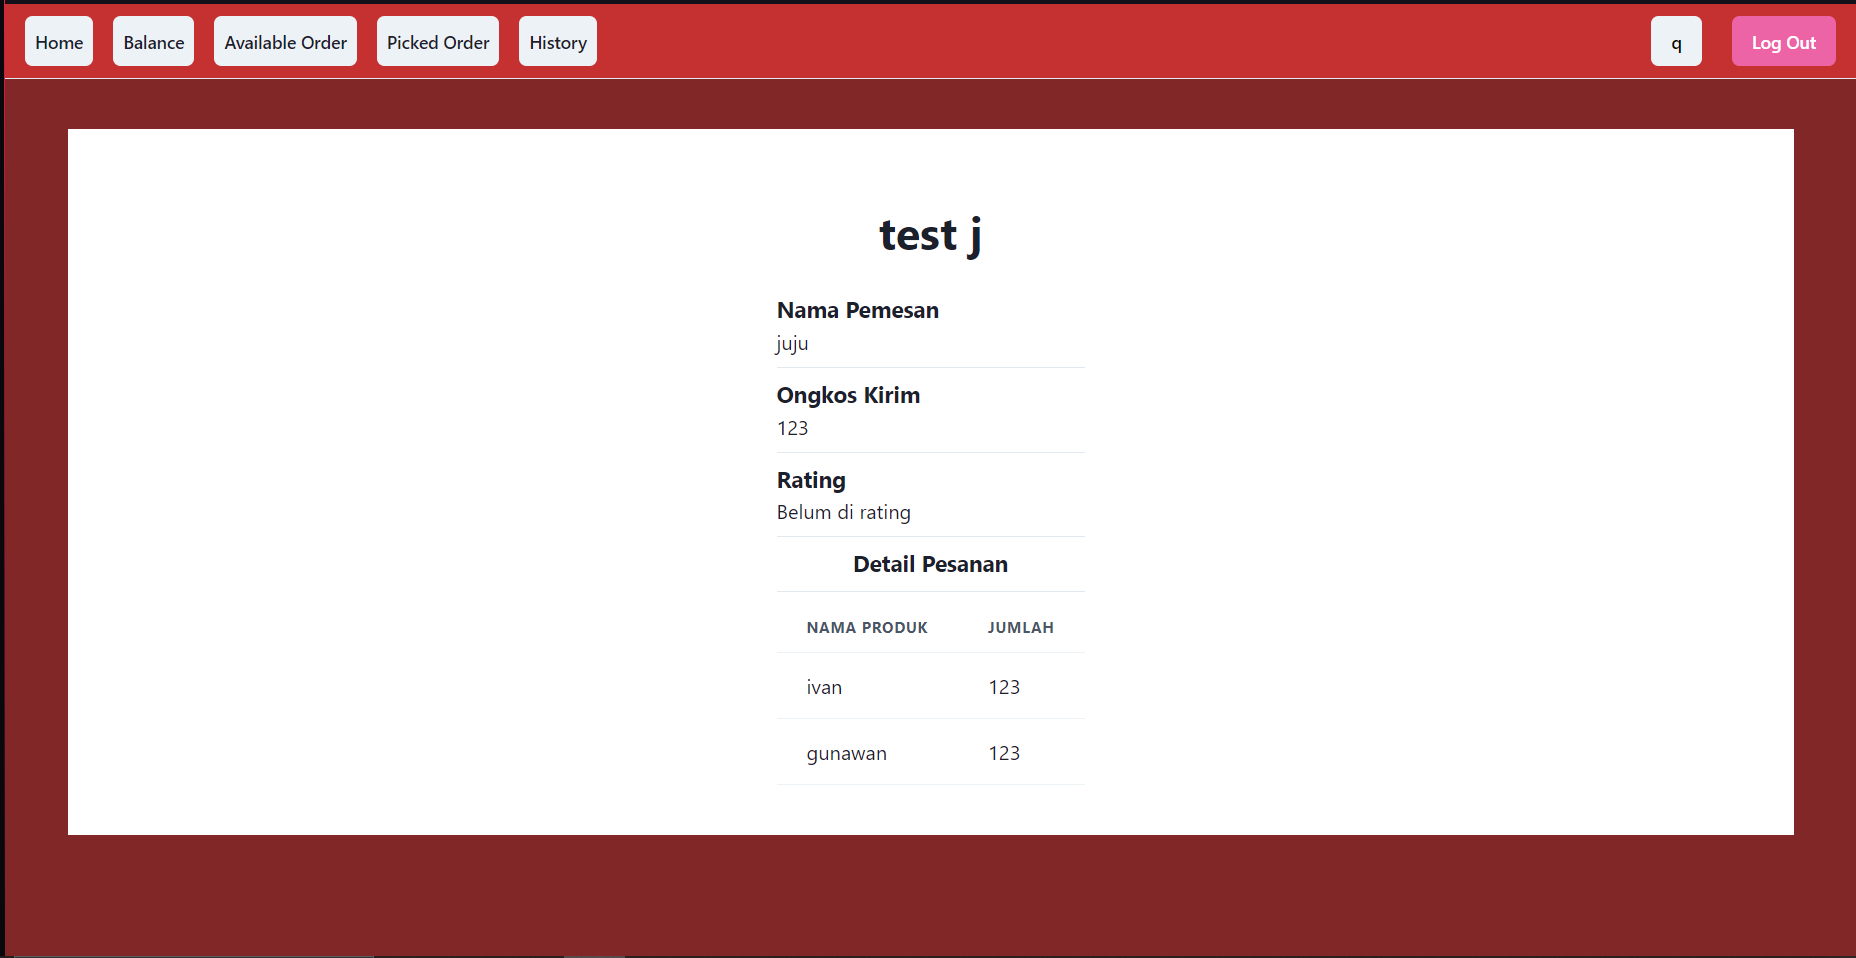 Home Balance Available Order Picked Order History q Log Out
test j
Nama Pemesan
juju
Ongkos Kirim
123
Rating
Belum di rating
Detail Pesanan
NAMA PRODUK JUMLAH
ivan 123
gunawan 123